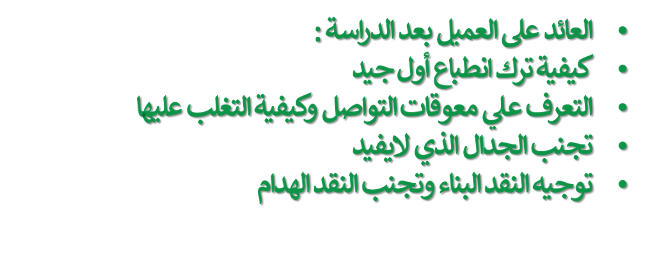 • العائد على العميل بعد الدراسة :
• كيفية ترك انطباع أول جيد
• التعرف علي معوقات التواصل وكيفية التغلب عليها
• تجنب الجدال الذي لايفيد
• توجيه النقد البناء وتجنب النقد الهدام